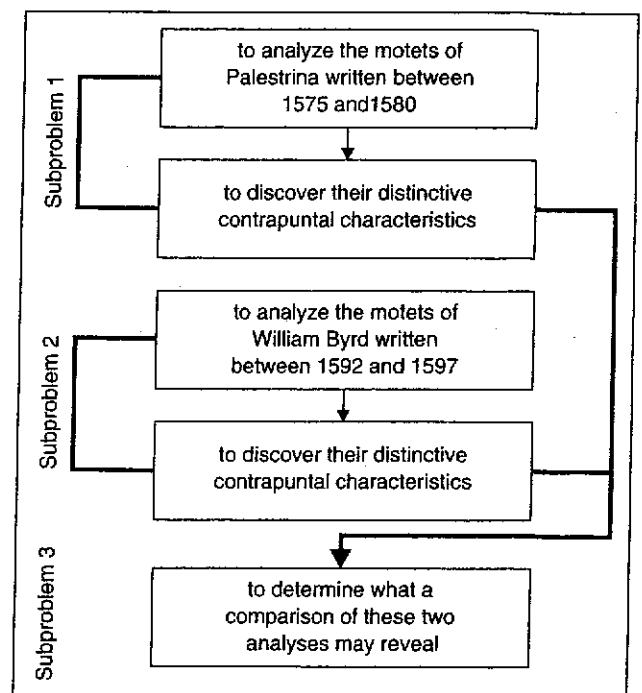 Subproblem 1
to analyze the motets of
Palestrina written between
1575 and1580
to discover their distinctive
contrapuntal characteristics
Subproblem 2
to analyze the motets of
William Byrd written
between 1592 and 1597
to discover their distinctive
contrapuntal characteristics
Subproblem 3
to determine what a
comparison of these two
analyses may reveal